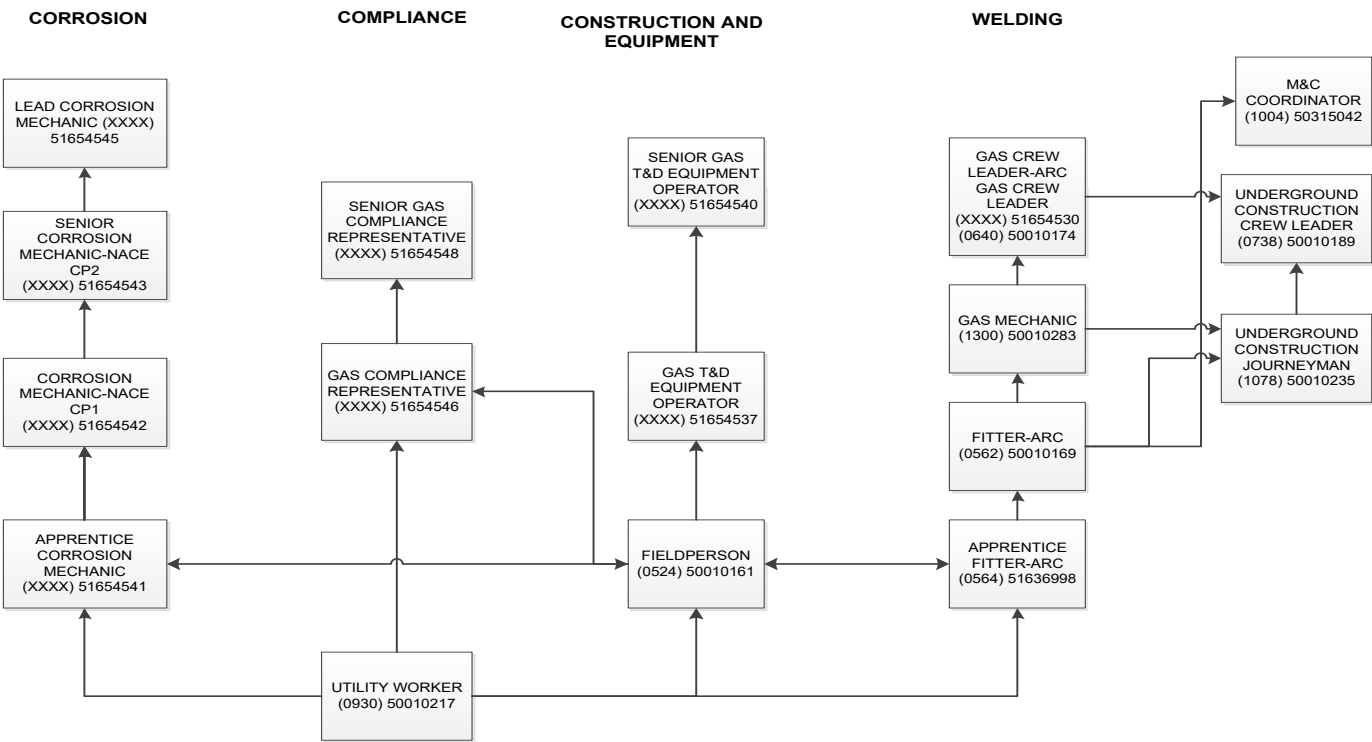 CORROSION
COMPLIANCE
CONSTRUCTION AND
EQUIPMENT
WELDING
LEAD CORROSION
MECHANIC (XXXX)
51654545
SENIOR
CORROSION
MECHANIC-NACE
CP2
(XXXX) 51654543
CORROSION
MECHANIC-NACE
CP1
(XXXX) 51654542
APPRENTICE
CORROSION
MECHANIC
(XXXX) 51654541
SENIOR GAS
COMPLIANCE
REPRESENTATIVE
(XXXX) 51654548
GAS COMPLIANCE
REPRESENTATIVE
(XXXX) 51654546
UTILITY WORKER
(0930) 50010217
SENIOR GAS
T&D EQUIPMENT
OPERATOR
(XXXX) 51654540
GAS T&D
EQUIPMENT
OPERATOR
(XXXX) 51654537
FIELDPERSON
(0524) 50010161
GAS CREW
LEADER-ARC
GAS CREW
LEADER
(XXXX) 51654530
(0640) 50010174
GAS MECHANIC
(1300) 50010283
FITTER-ARC
(0562) 50010169
APPRENTICE
FITTER-ARC
(0564) 51636998
M&C
COORDINATOR
(1004) 50315042
UNDERGROUND
CONSTRUCTION
CREW LEADER
(0738) 50010189
UNDERGROUND
CONSTRUCTION
JOURNEYMAN
(1078) 50010235